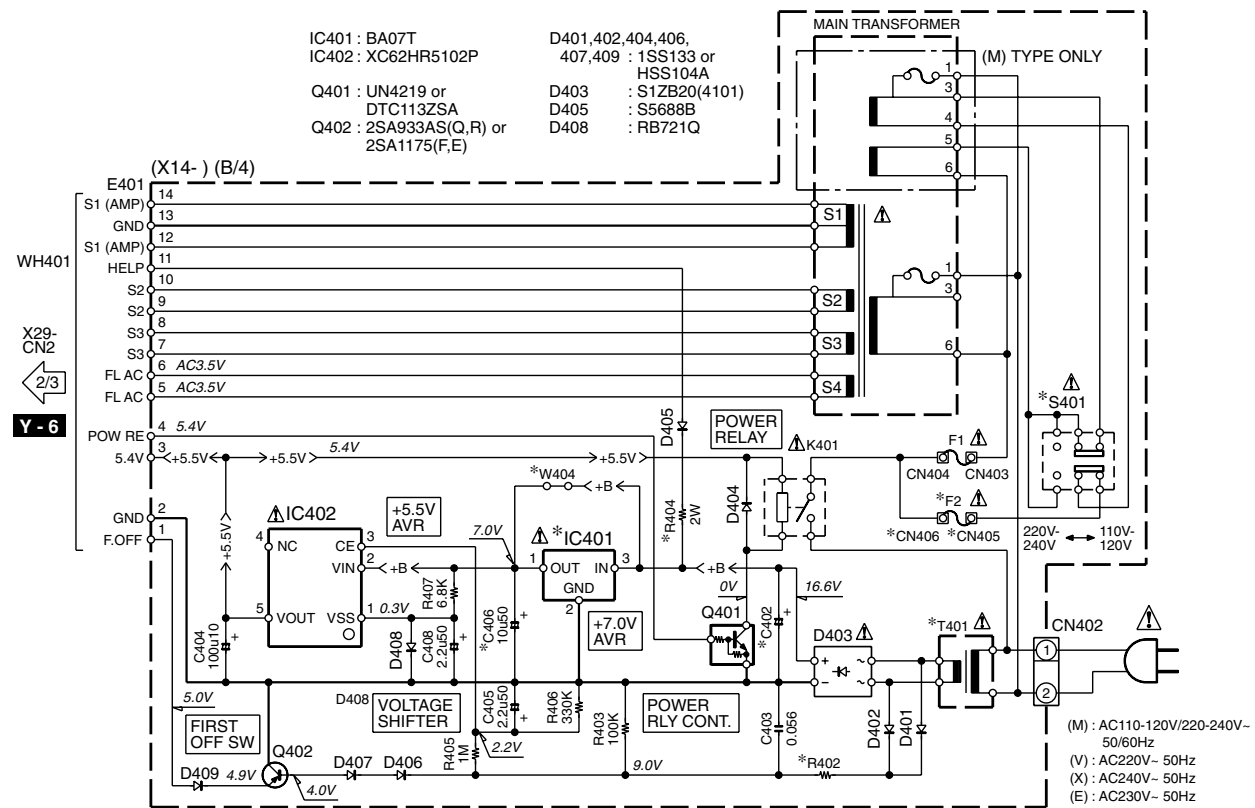 MAIN TRANSFORMER
(M) TYPE ONLY
IC401 : BA07T
IC402 : XC62HR5102P
Q401 : UN4219 or
DTC113ZSA
Q402 : 2SA933AS(Q,R) or
2SA1175(F,E)
D401,402,404,406,
407,409 : 1SS133 or
HSS104A
D403 : S1ZB20(4101)
D405 : S5688B
D408 : RB721Q
1
3
4
5
6
(X14- ) (B/4)
E401
S1 (AMP) 14
GND 13
S1 (AMP) 12
HELP 11
S2 10
S2 9
S3 8
S3 7
FL AC 6 AC3.5V
FL AC 5 AC3.5V
POW RE 4 5.4V
5.4V 3
GND 2
F.OFF 1
WH401
X29-
CN2
2/3
Y - 6
S1
S2
S3
S4
1
3
6
*S401
220V-
240V
110V-
120V
F1
CN404 CN403
*F2
*CN406 *CN405
POWER
RELAY
K401
D405
*R404
2W
D404
+5.5V
+5.5V
5.4V
+5.5V
+5.5V
*W404
+B
IC402
4 NC
CE 3
VIN 2
5 VOUT
VSS 1
0.3V
+5.5V
AVR
7.0V
*IC401
1 OUT
IN 3
GND
2
+7.0V
AVR
+B
+B
0V
16.6V
C404
100u10
+
D408
C408
2.2u50
+
R407
6.8K
*C406
10u50
+
Q401
*C402
+
D403
+
−
~
~
*T401
CN402
1
2
5.0V
FIRST
OFF SW
D408
VOLTAGE
SHIFTER
C405
2.2u50
+
R406
330K
R403
100K
POWER
RLY CONT.
C403
0.056
D402
D401
R405
1M
2.2V
Q402
D409 4.9V
4.0V
D407 D406
9.0V
*R402
(M) : AC110-120V/220-240V~
50/60Hz
(V) : AC220V~ 50Hz
(X) : AC240V~ 50Hz
(E) : AC230V~ 50Hz